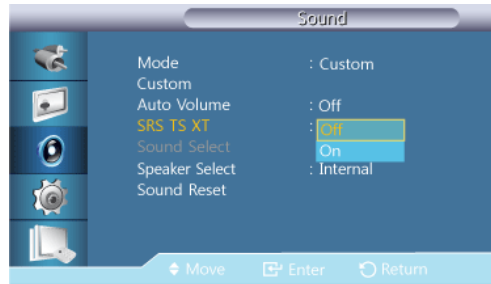 Sound
Mode : Custom
Custom
Auto Volume : Off
SRS TS XT : Off
On
Sound Select
Speaker Select : Internal
Sound Reset
Move Enter Return